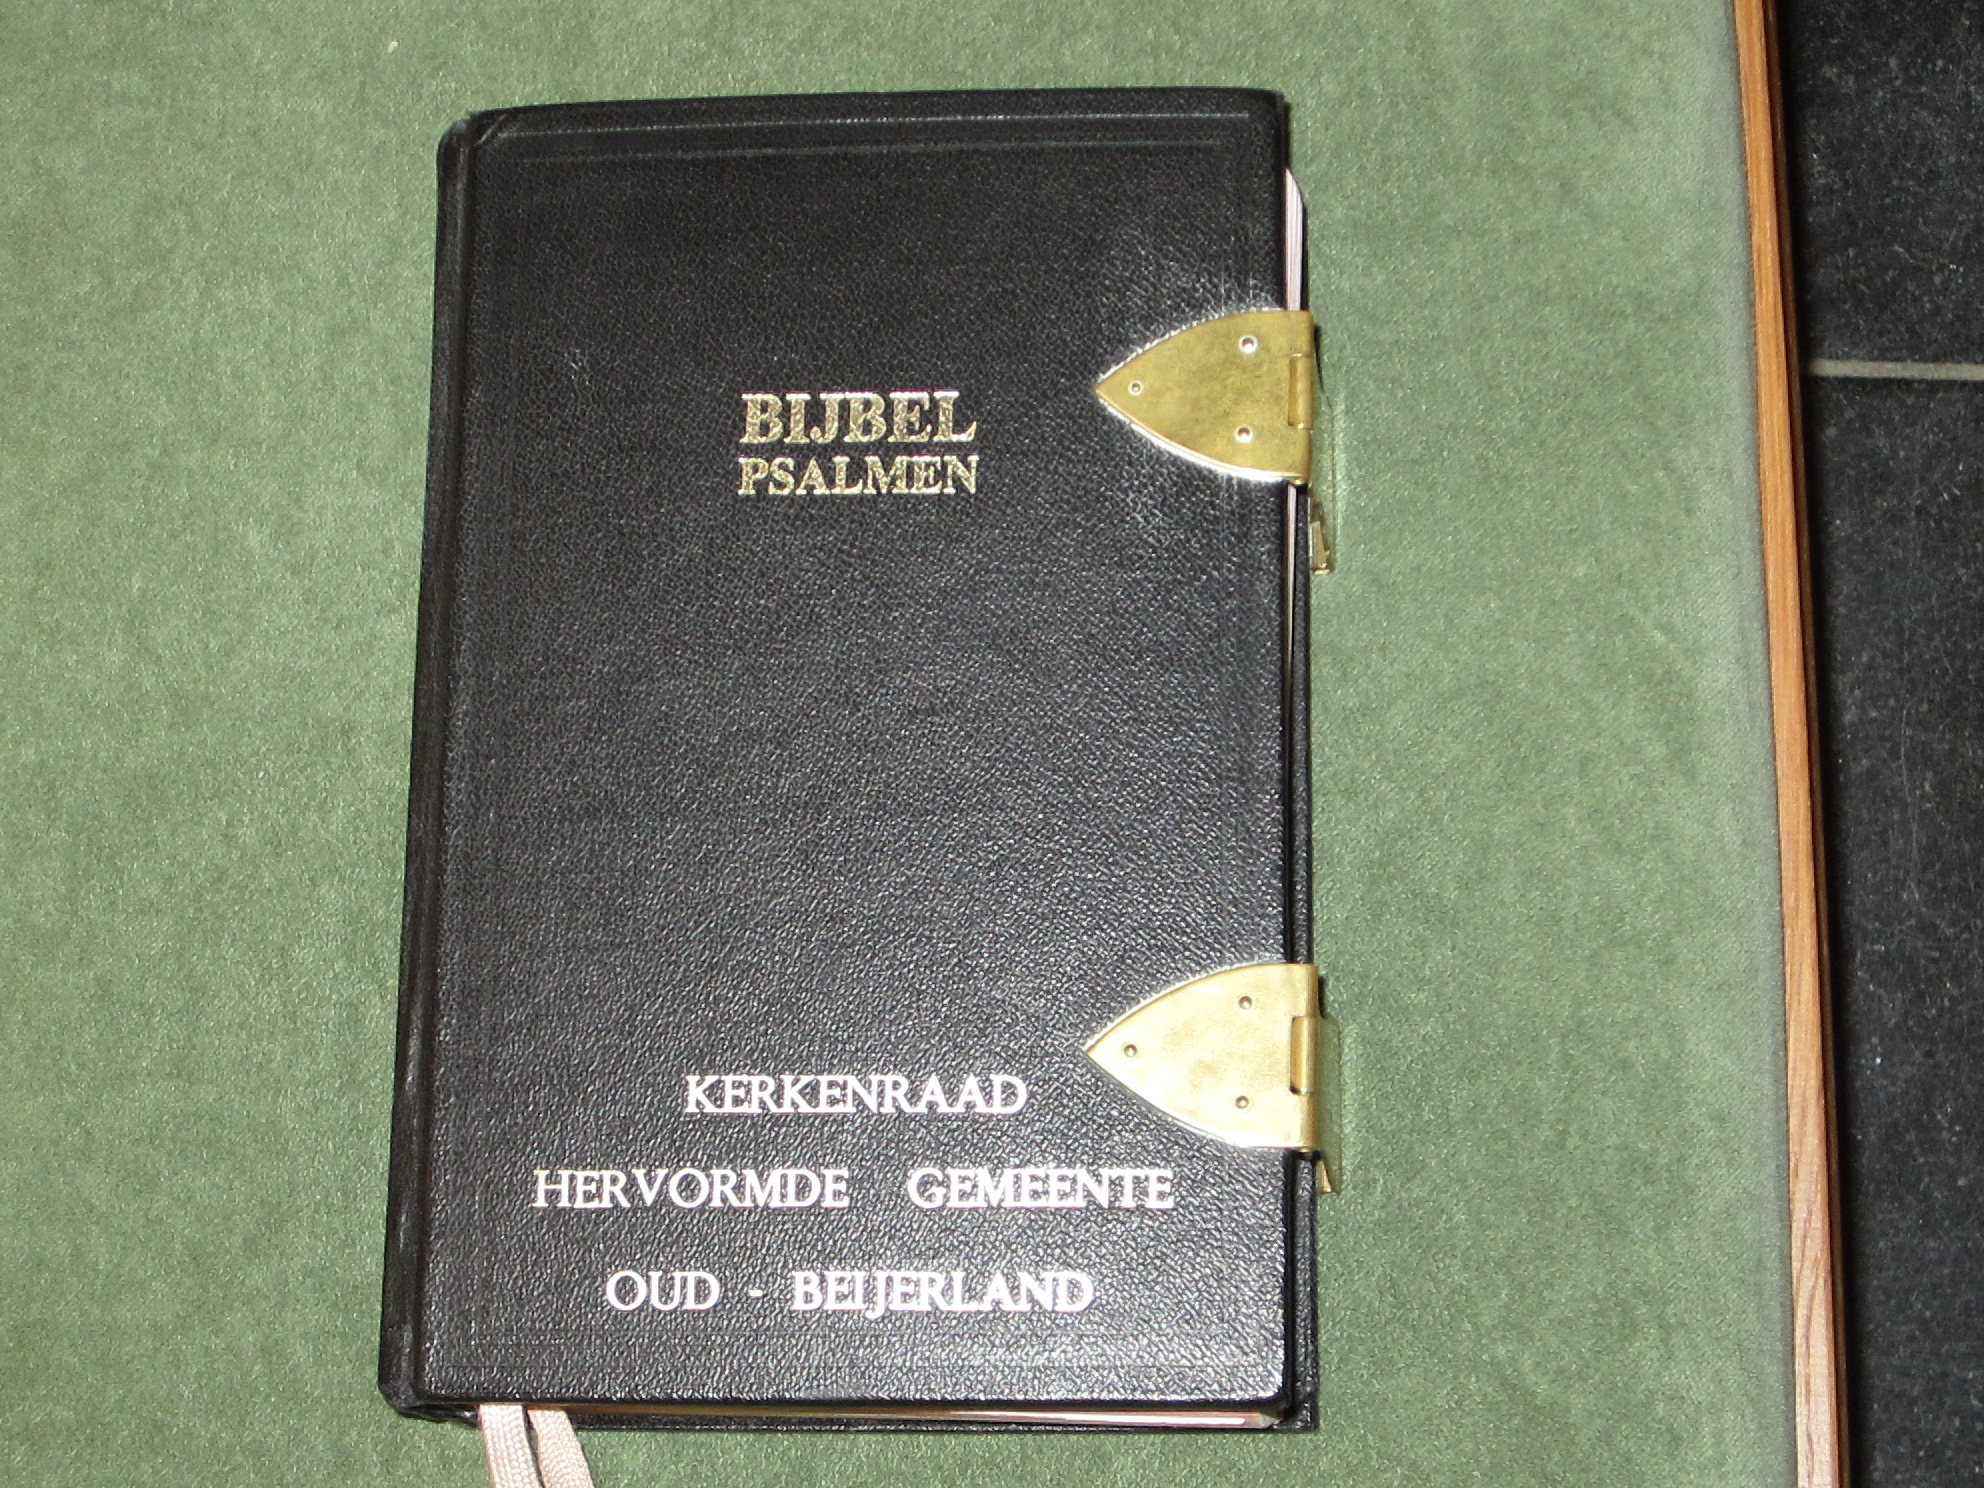 BIJBEL
PSALMEN
KERKENRAAD
HERVORMDE GEMEENTE
OUD - BEIJERLAND